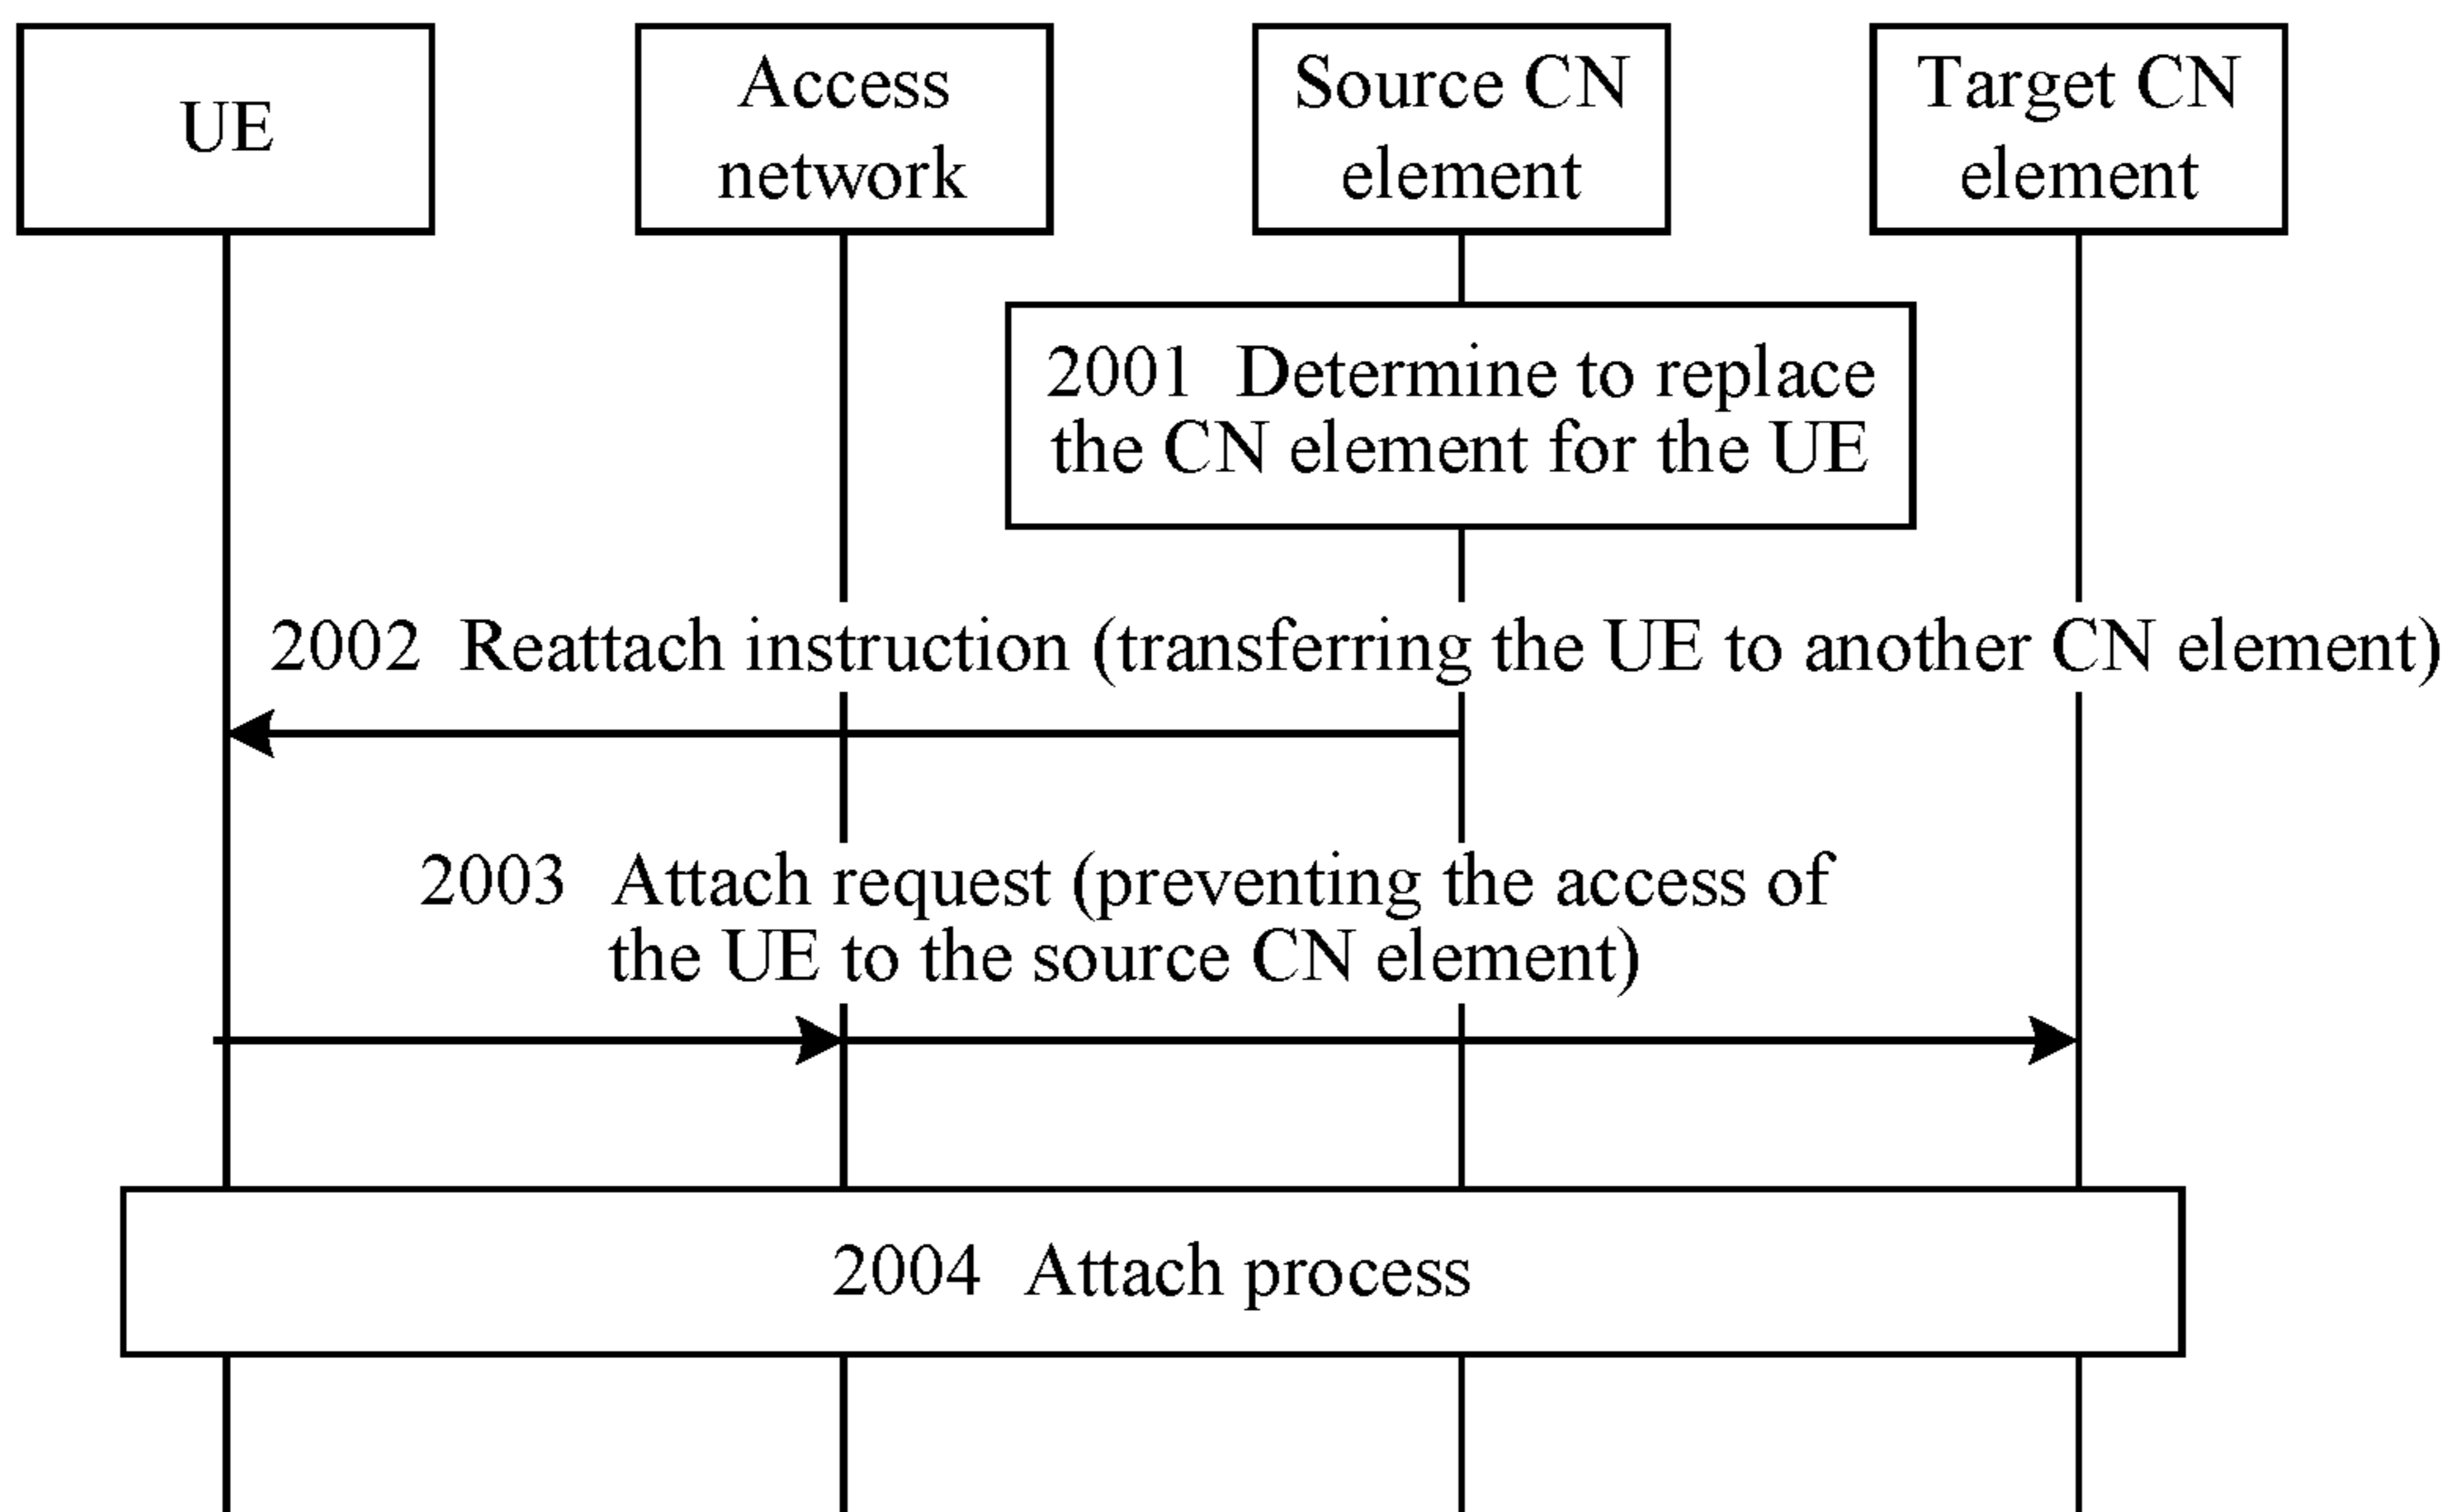 UE
Access
network
Source CN
element
Target CN
element
2001 Determine to replace
the CN element for the UE
2002 Reattach instruction (transferring the UE to another CN element)
2003 Attach request (preventing the access of
the UE to the source CN element)
2004 Attach process